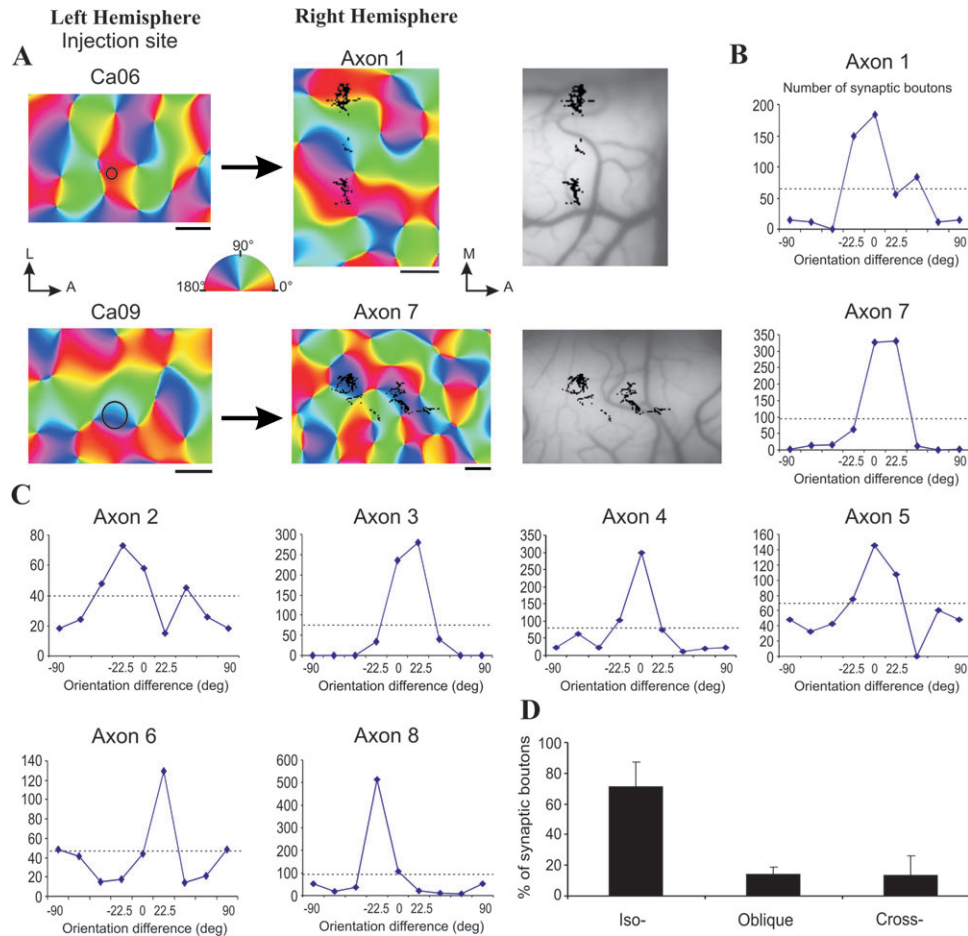 Left Hemisphere
Injection site
Right Hemisphere
A
Ca06
Axon 1
B
Axon 1
Number of synaptic boutons
200
150
100
50
0
-90
-22.5
0
22.5
90
Orientation difference (deg)
L
A
90°
180°
0°
M
A
Ca09
Axon 7
Axon 7
350
300
250
200
150
100
50
0
-90
-22.5
0
22.5
90
Orientation difference (deg)
C
Axon 2
80
60
40
20
0
-90
-22.5
0
22.5
90
Orientation difference (deg)
Axon 3
300
250
200
150
100
50
0
-90
-22.5
0
22.5
90
Orientation difference (deg)
Axon 4
350
300
250
200
150
100
50
0
-90
-22.5
0
22.5
90
Orientation difference (deg)
Axon 5
160
140
120
100
80
60
40
20
0
-90
-22.5
0
22.5
90
Orientation difference (deg)
Axon 6
140
120
100
80
60
40
20
0
-90
-22.5
0
22.5
90
Orientation difference (deg)
Axon 8
600
500
400
300
200
100
0
-90
-22.5
0
22.5
90
Orientation difference (deg)
D
% of synaptic boutons
100
80
60
40
20
0
Iso-
Oblique
Cross-